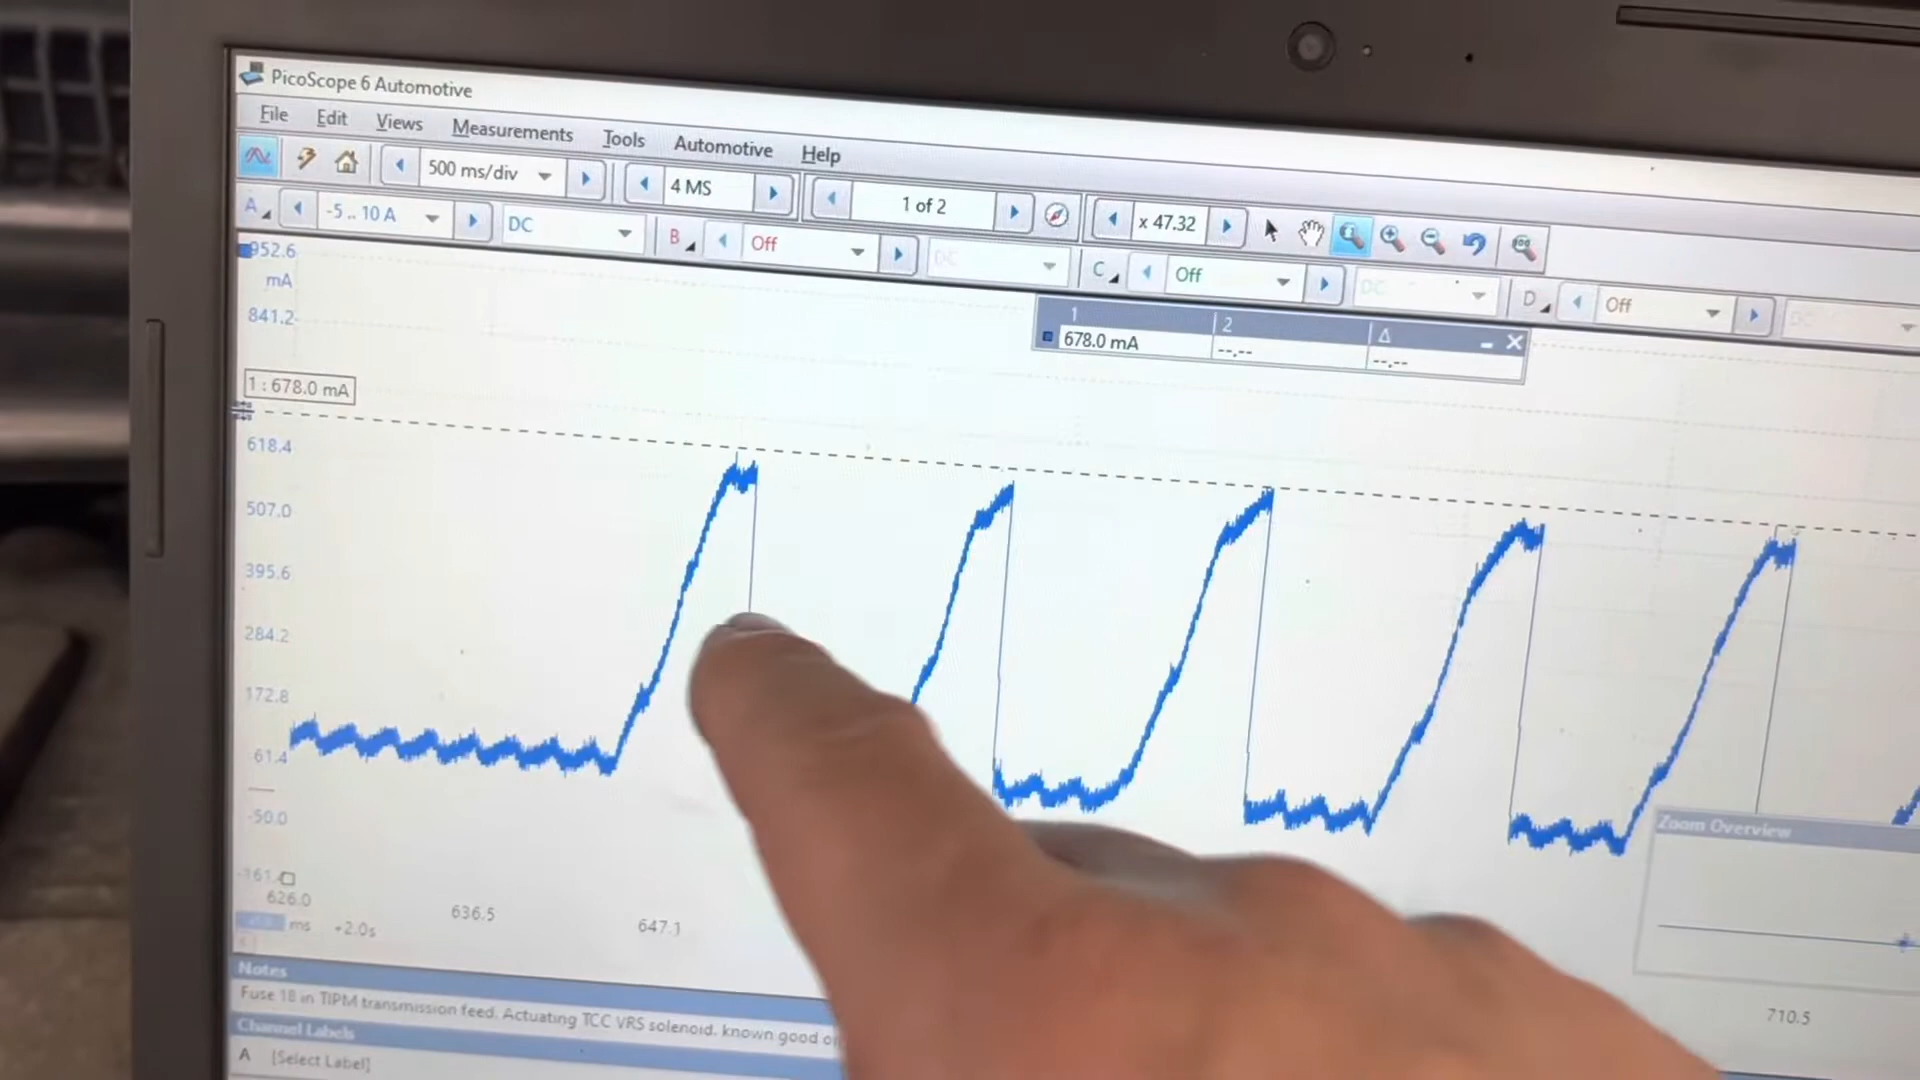 PicoScope 6 Automotive
File Edit Views Measurements Tools Automotive Help
500 ms/div 4 MS 1 of 2 x 47.32
A -5 .. 10 A DC B Off DC C Off DC D Off DC
952.6
mA
841.2
1 2 Δ
678.0 mA --.-- --.--
1 : 678.0 mA
618.4
507.0
395.6
284.2
172.8
61.4
-50.0
Zoom Overview
626.0 636.5 647.1 710.5
ms +2.0s
Notes
Fuse 18 in TIPM transmission feed. Actuating TCC VRS solenoid. known good
Channel Labels
A [Select Label]